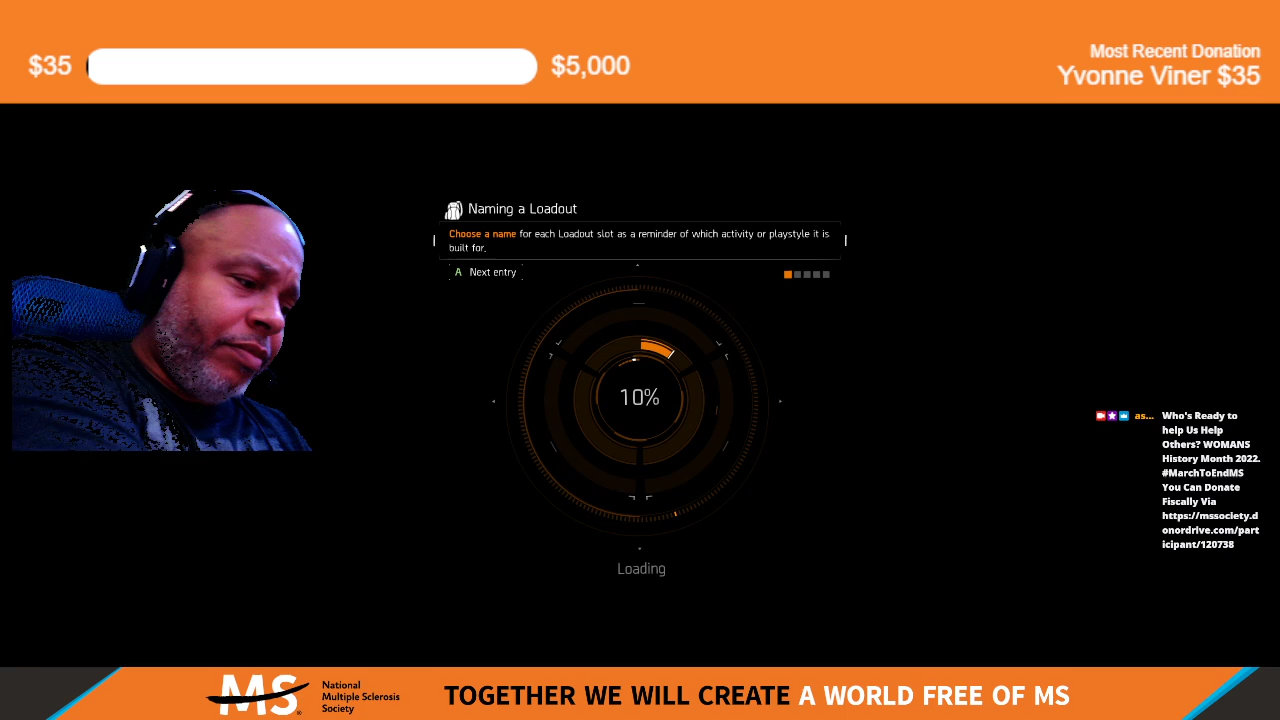 $35
$5,000
Most Recent Donation
Yvonne Viner $35
Naming a Loadout
Choose a name for each Loadout slot as a reminder of which activity or playstyle it is
built for.
A Next entry
10%
Loading
as... Who's Ready to
help Us Help
Others? WOMANS
History Month 2022.
#MarchToEndMS
You Can Donate
Fiscally Via
https://mssociety.d
onordrive.com/part
icipant/120738
MS
National
Multiple Sclerosis
Society
TOGETHER WE WILL CREATE A WORLD FREE OF MS